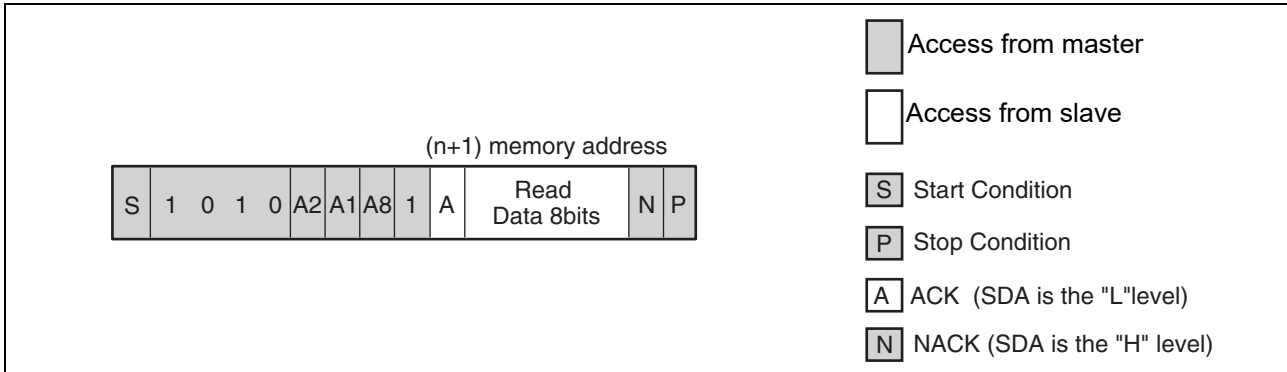 (n+1) memory address
S 1 0 1 0 A2 A1 A8 1 A Read Data 8bits N P
Access from master
Access from slave
S Start Condition
P Stop Condition
A ACK (SDA is the "L"level)
N NACK (SDA is the "H" level)